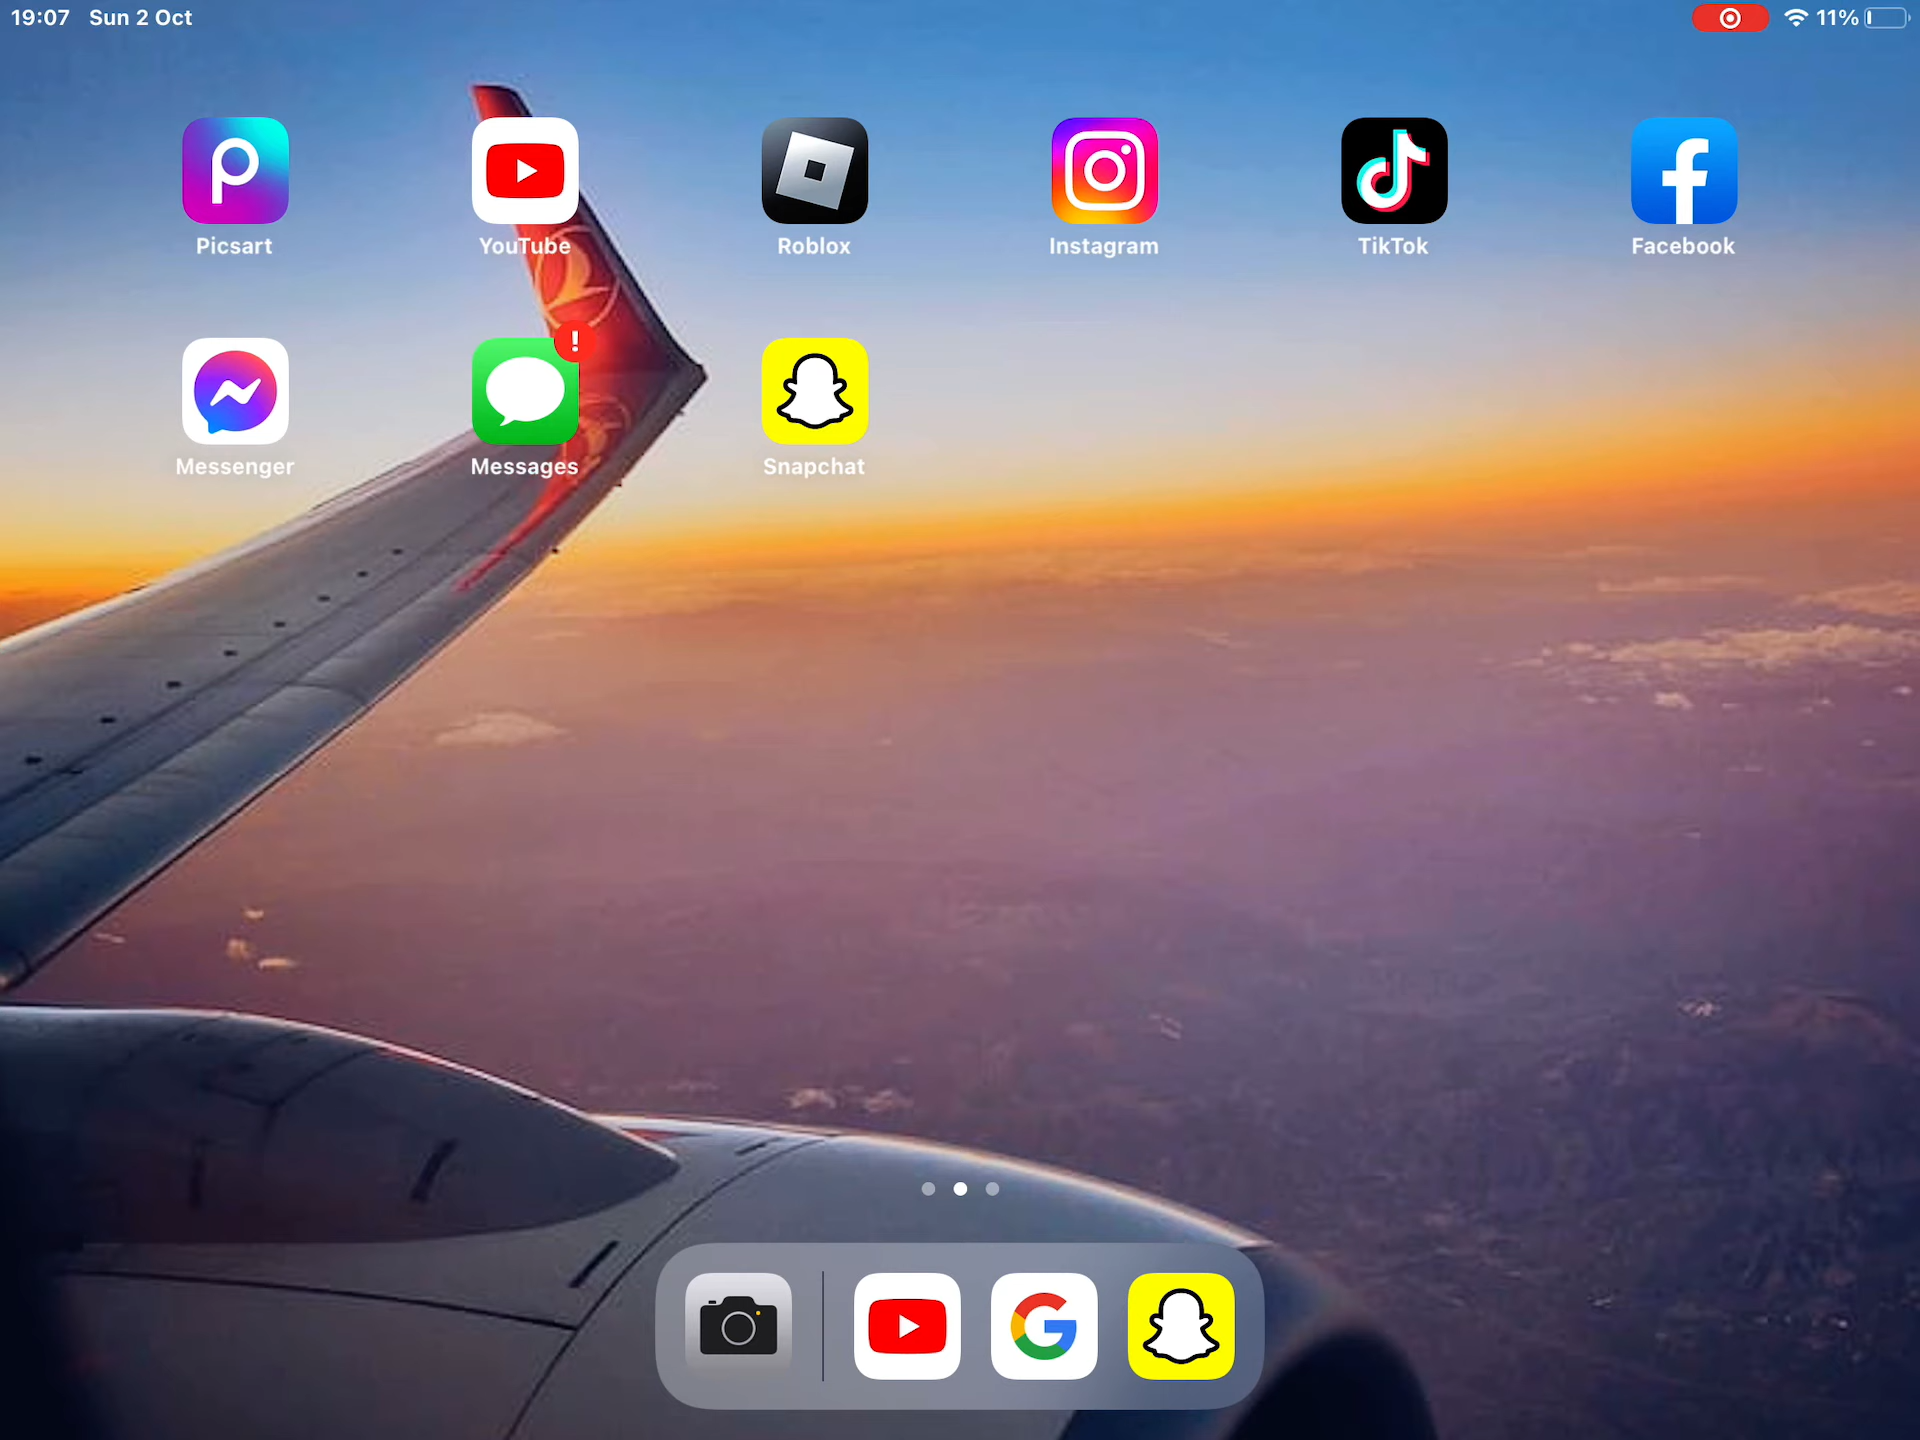 19:07 Sun 2 Oct
11%
Picsart
YouTube
Roblox
Instagram
TikTok
Facebook
!
Messenger
Messages
Snapchat